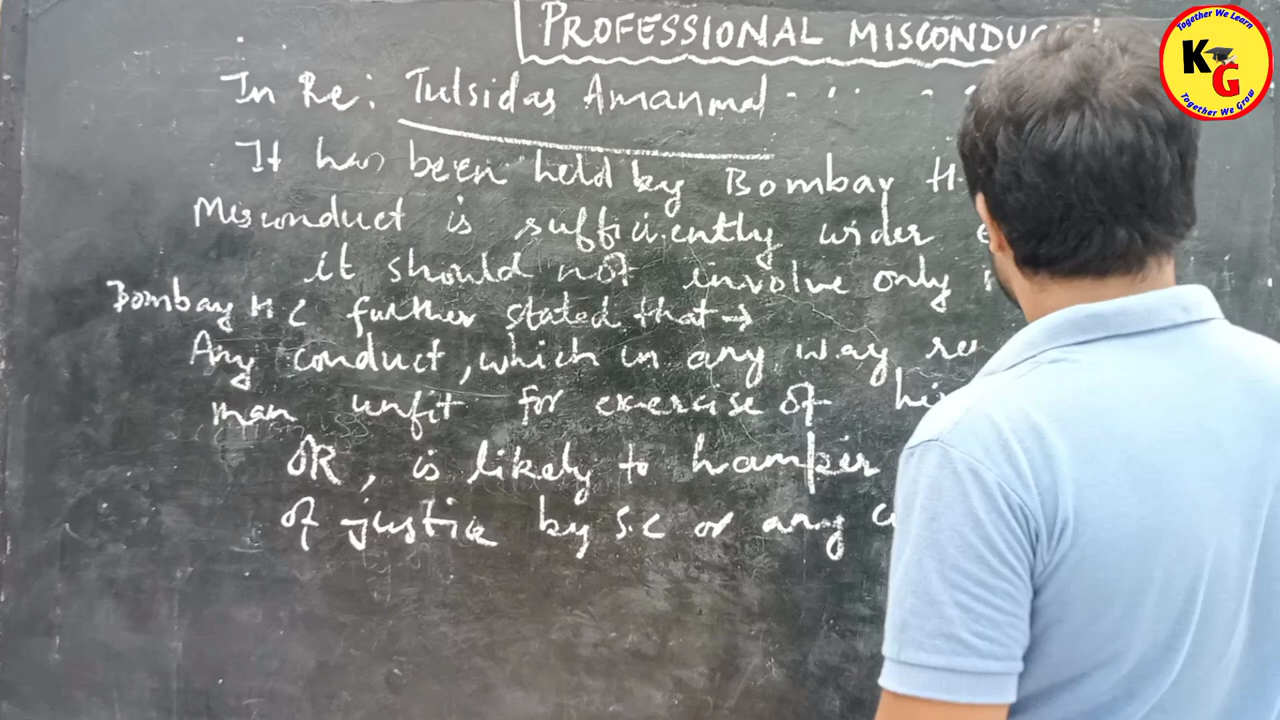 PROFESSIONAL MISCONDUC
In Re: Tulsidas Amanmal - . . . - -
It has been held by Bombay H
Misconduct is sufficiently wider
it should not involve only
Bombay H C further stated that →
Any conduct, which in any way re
man unfit for exercise of hi
OR, is likely to hamper
of justice by S.C or any
Together We Learn
KG
Together We Grow